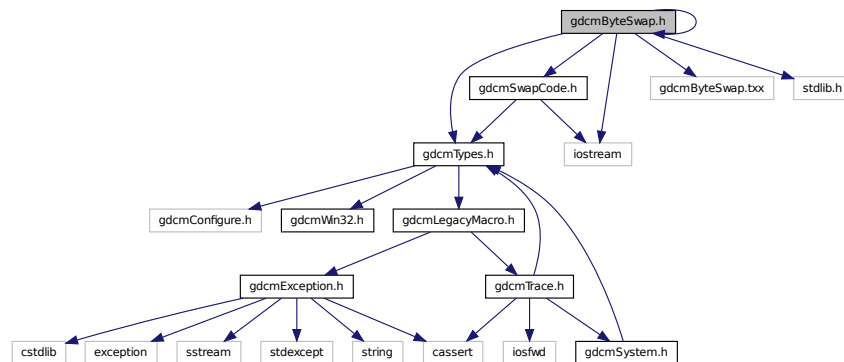 gdcmByteSwap.h
gdcmSwapCode.h
gdcmByteSwap.txx
stdlib.h
gdcmTypes.h
iostream
gdcmConfigure.h
gdcmWin32.h
gdcmLegacyMacro.h
gdcmException.h
gdcmTrace.h
cstdlib
exception
sstream
stdexcept
string
cassert
iosfwd
gdcmSystem.h